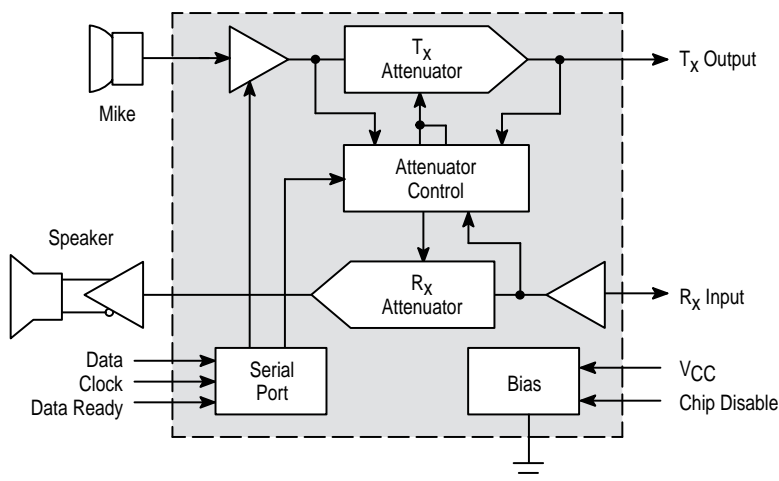 Mike
Tx
Attenuator
Tx Output
Attenuator
Control
Speaker
Rx
Attenuator
Rx Input
Data
Clock
Data Ready
Serial
Port
Bias
VCC
Chip Disable